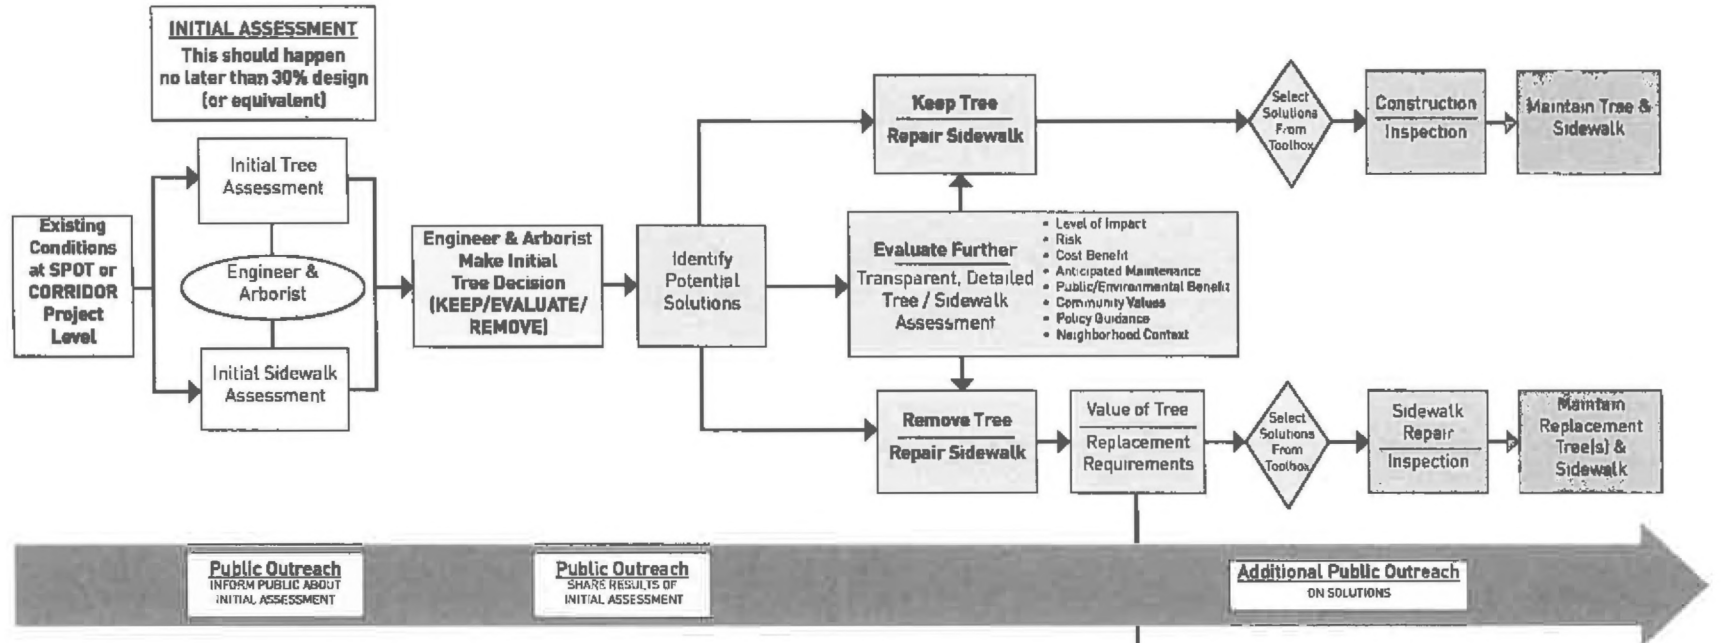 INITIAL ASSESSMENT
This should happen
no later than 30% design
(or equivalent)
Existing
Conditions
at SPOT or
CORRIDOR
Project
Level
Initial Tree
Assessment
Engineer &
Arborist
Initial Sidewalk
Assessment
Engineer & Arborist
Make Initial
Tree Decision
(KEEP/EVALUATE/
REMOVE)
Identify
Potential
Solutions
Keep Tree
Repair Sidewalk
Select
Solutions
From
Toolbox
Construction
Inspection
Maintain Tree &
Sidewalk
Evaluate Further
Transparent, Detailed
Tree / Sidewalk
Assessment
• Level of Impact
• Risk
• Cost Benefit
• Anticipated Maintenance
• Public/Environmental Benefit
• Community Values
• Policy Guidance
• Neighborhood Context
Remove Tree
Repair Sidewalk
Value of Tree
Replacement
Requirements
Select
Solutions
From
Toolbox
Sidewalk
Repair
Inspection
Maintain
Replacement
Tree(s) &
Sidewalk
Public Outreach
INFORM PUBLIC ABOUT
INITIAL ASSESSMENT
Public Outreach
SHARE RESULTS OF
INITIAL ASSESSMENT
Additional Public Outreach
ON SOLUTIONS